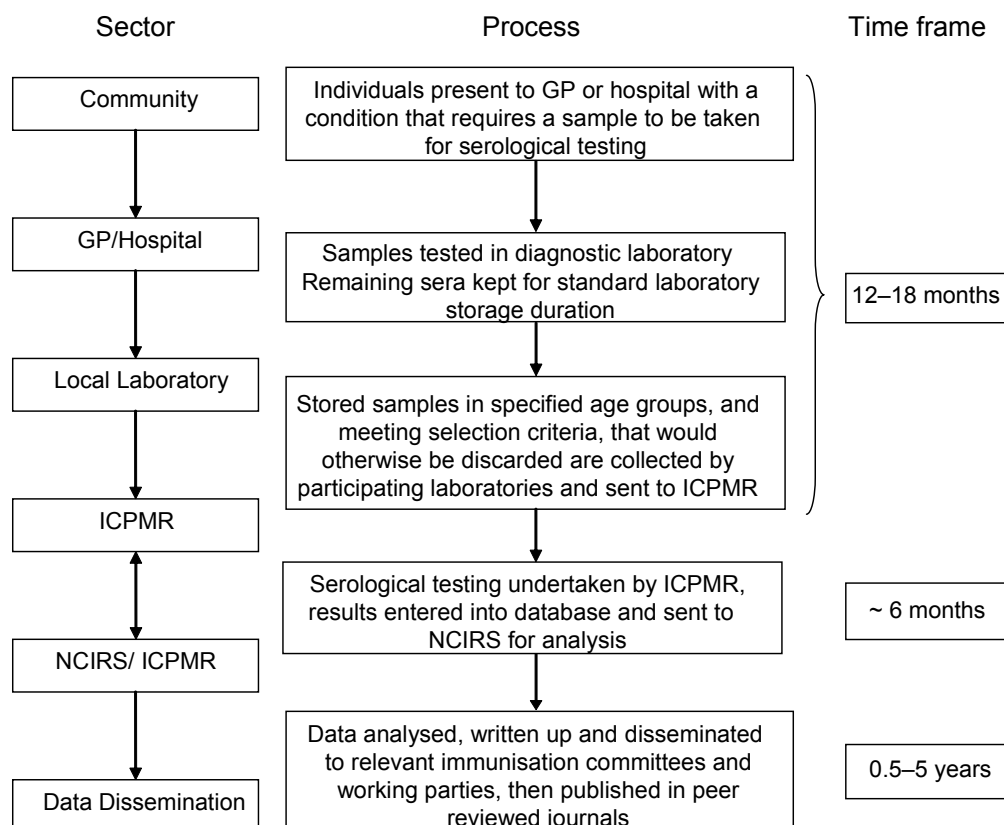 Sector
Process
Time frame
Community
Individuals present to GP or hospital with a
condition that requires a sample to be taken
for serological testing
GP/Hospital
Samples tested in diagnostic laboratory
Remaining sera kept for standard laboratory
storage duration
12–18 months
Local Laboratory
Stored samples in specified age groups, and
meeting selection criteria, that would
otherwise be discarded are collected by
participating laboratories and sent to ICPMR
ICPMR
Serological testing undertaken by ICPMR,
results entered into database and sent to
NCIRS for analysis
~ 6 months
NCIRS/ ICPMR
Data analysed, written up and disseminated
to relevant immunisation committees and
working parties, then published in peer
reviewed journals
0.5–5 years
Data Dissemination